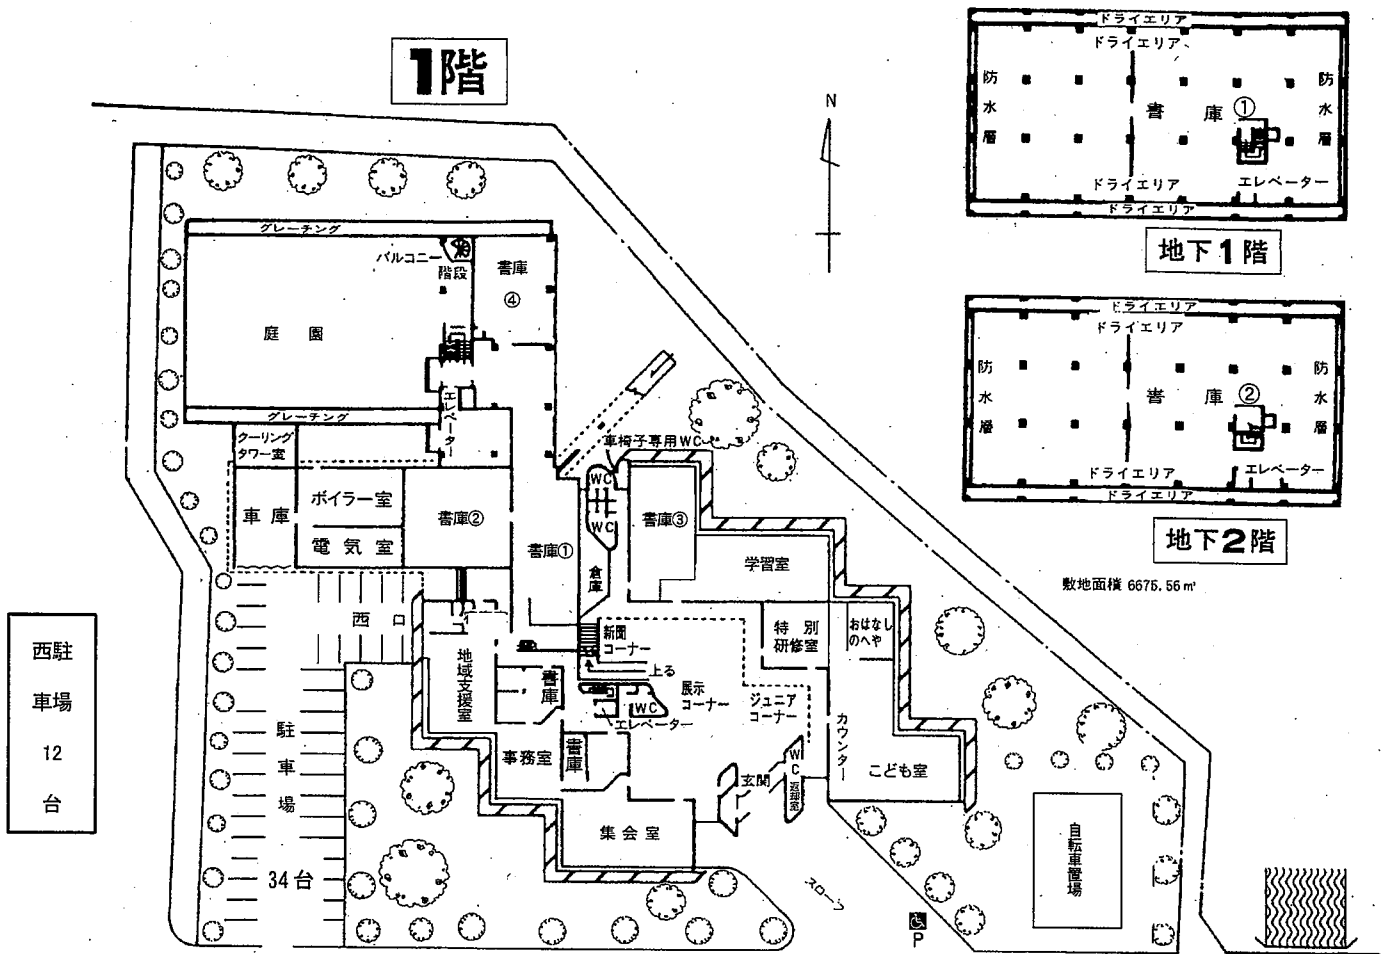 1階
N
ドライエリア
ドライエリア
防水層
書庫①
防水層
エレベーター
ドライエリア
ドライエリア
地下1階
ドライエリア
ドライエリア
防水層
書庫②
防水層
エレベーター
ドライエリア
ドライエリア
地下2階
敷地面積 6675.56㎡
グレーチング
バルコニー
階段
書庫
④
庭園
エレベーター
グレーチング
クーリング
タワー室
車椅子専用WC
車庫
ボイラー室
電気室
書庫②
書庫①
WC
WC
倉庫
書庫③
学習室
西口
地域支援室
新聞
コーナー
上る
特別
研修室
おはなし
のへや
書庫
展示
コーナー
WC
エレベーター
ジュニア
コーナー
カウンター
西駐
車場
12
台
駐車場
34台
事務室
書庫
玄関
WC
返却室
こども室
集会室
スロープ
P
自転車置場